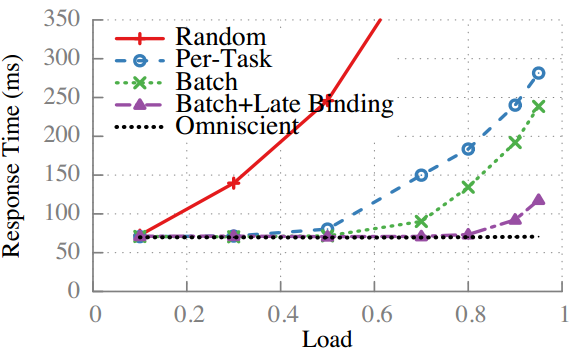 350
300
250
200
150
100
50
0
Response Time (ms)
Random
Per-Task
Batch
Batch+Late Binding
Omniscient
0 0.2 0.4 0.6 0.8 1
Load